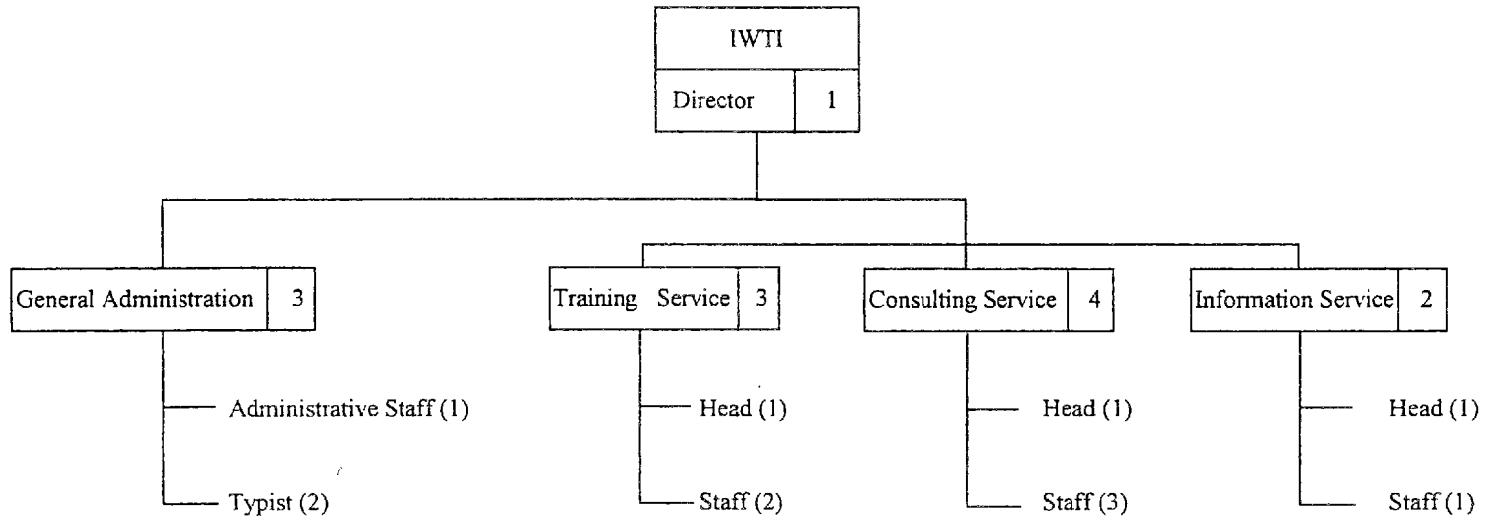 IWTI
Director 1
General Administration 3
Training Service 3
Consulting Service 4
Information Service 2
Administrative Staff (1)
Head (1)
Head (1)
Head (1)
Typist (2)
Staff (2)
Staff (3)
Staff (1)